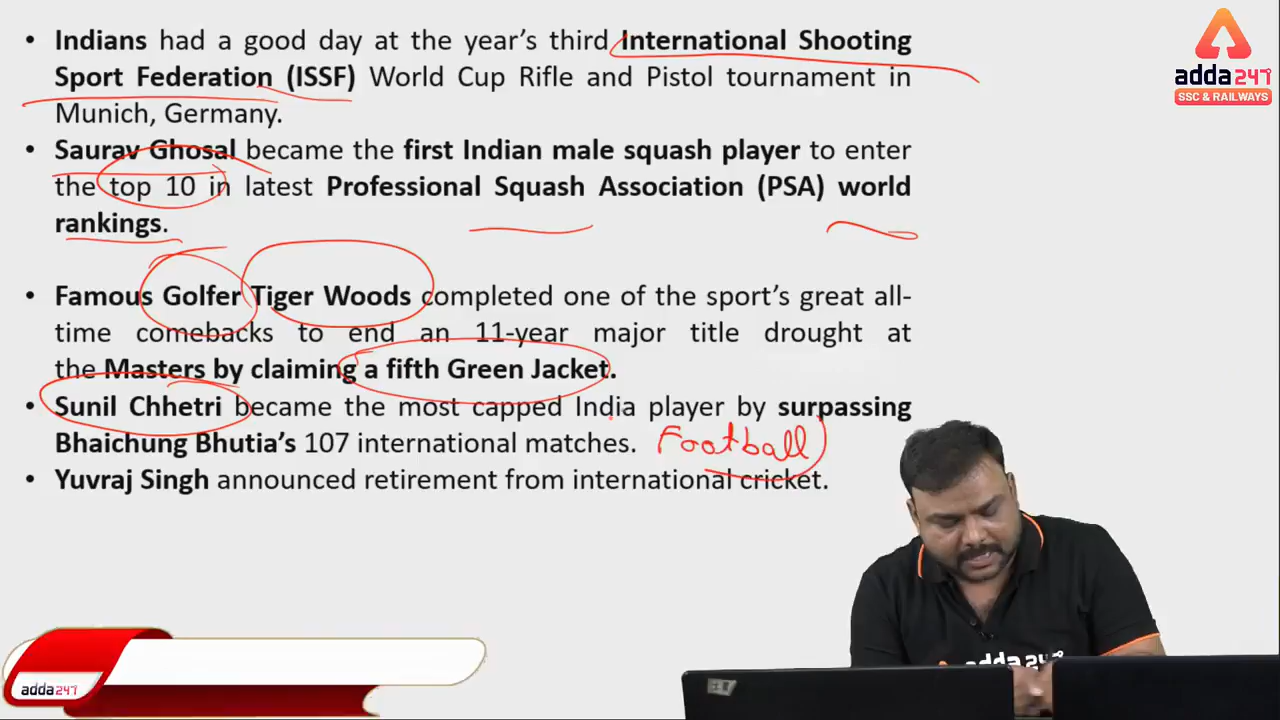 • Indians had a good day at the year's third International Shooting
Sport Federation (ISSF) World Cup Rifle and Pistol tournament in
Munich, Germany.
• Saurav Ghosal became the first Indian male squash player to enter
the top 10 in latest Professional Squash Association (PSA) world
rankings.
• Famous Golfer Tiger Woods completed one of the sport's great all-
time comebacks to end an 11-year major title drought at
the Masters by claiming a fifth Green Jacket.
• Sunil Chhetri became the most capped India player by surpassing
Bhaichung Bhutia's 107 international matches. Football
• Yuvraj Singh announced retirement from international cricket.
adda247
SSC & RAILWAYS
adda247
adda247